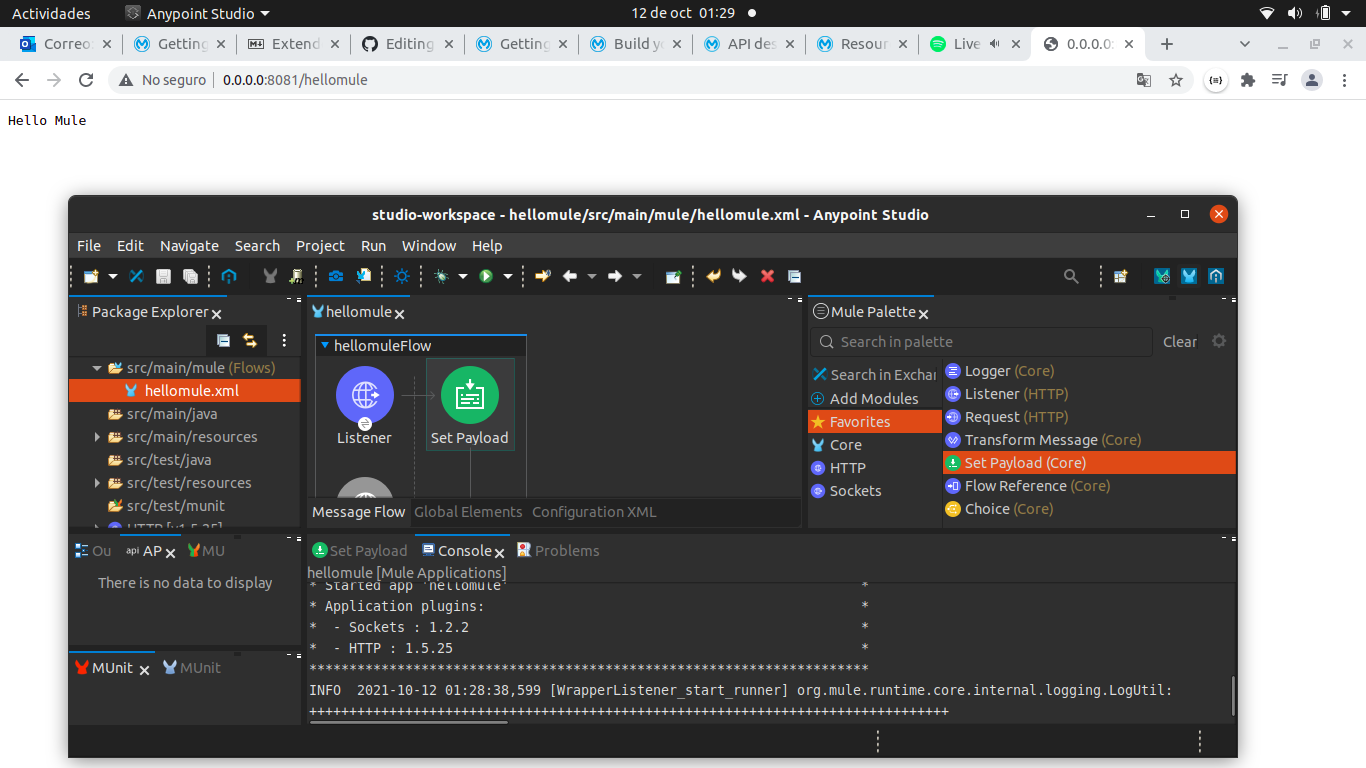 Actividades Anypoint Studio 12 de oct 01:29
Correo: Getting Extend Editing Getting Build yo API des Resour Live 0.0.0.0:
No seguro 0.0.0.0:8081/hellomule
Hello Mule
studio-workspace - hellomule/src/main/mule/hellomule.xml - Anypoint Studio
File Edit Navigate Search Project Run Window Help
Package Explorer
src/main/mule (Flows)
hellomule.xml
src/main/java
src/main/resources
src/test/java
src/test/resources
src/test/munit
HTTP [v1.5.25]
hellomule
hellomuleFlow
Listener
Set Payload
Message Flow Global Elements Configuration XML
Mule Palette
Search in palette Clear
Search in Exchar
Add Modules
Favorites
Core
HTTP
Sockets
Logger (Core)
Listener (HTTP)
Request (HTTP)
Transform Message (Core)
Set Payload (Core)
Flow Reference (Core)
Choice (Core)
Ou api AP MU
There is no data to display
MUnit MUnit
Set Payload Console Problems
hellomule [Mule Applications]
* Started app 'hellomule' *
* Application plugins: *
* - Sockets : 1.2.2 *
* - HTTP : 1.5.25 *
**********************************************************************
INFO 2021-10-12 01:28:38,599 [WrapperListener_start_runner] org.mule.runtime.core.internal.logging.LogUtil:
++++++++++++++++++++++++++++++++++++++++++++++++++++++++++++++++++++++++++++++++